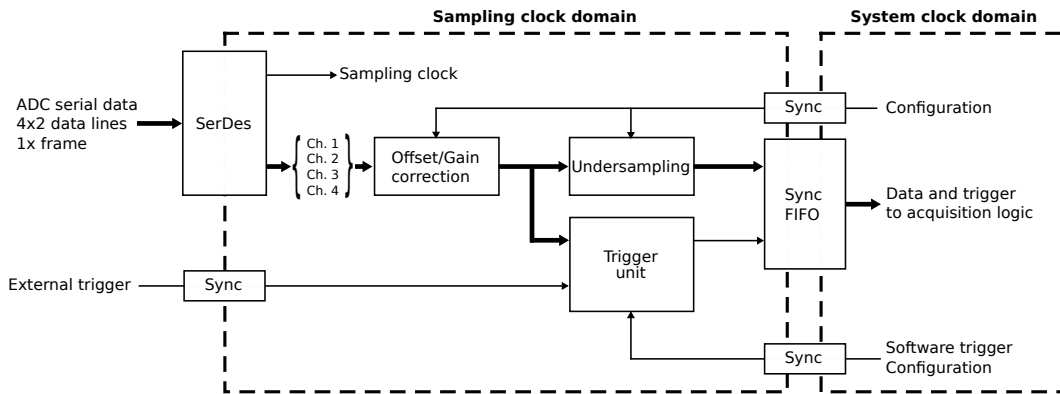 Sampling clock domain
System clock domain
Sampling clock
ADC serial data
4x2 data lines
1x frame
SerDes
Sync
Configuration
Ch. 1
Ch. 2
Ch. 3
Ch. 4
Offset/Gain
correction
Undersampling
Sync
FIFO
Data and trigger
to acquisition logic
Trigger
unit
External trigger
Sync
Sync
Software trigger
Configuration